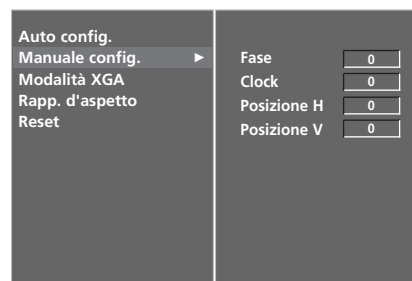 Auto config.
Manuale config. ►
Modalità XGA
Rapp. d'aspetto
Reset
Fase 0
Clock 0
Posizione H 0
Posizione V 0